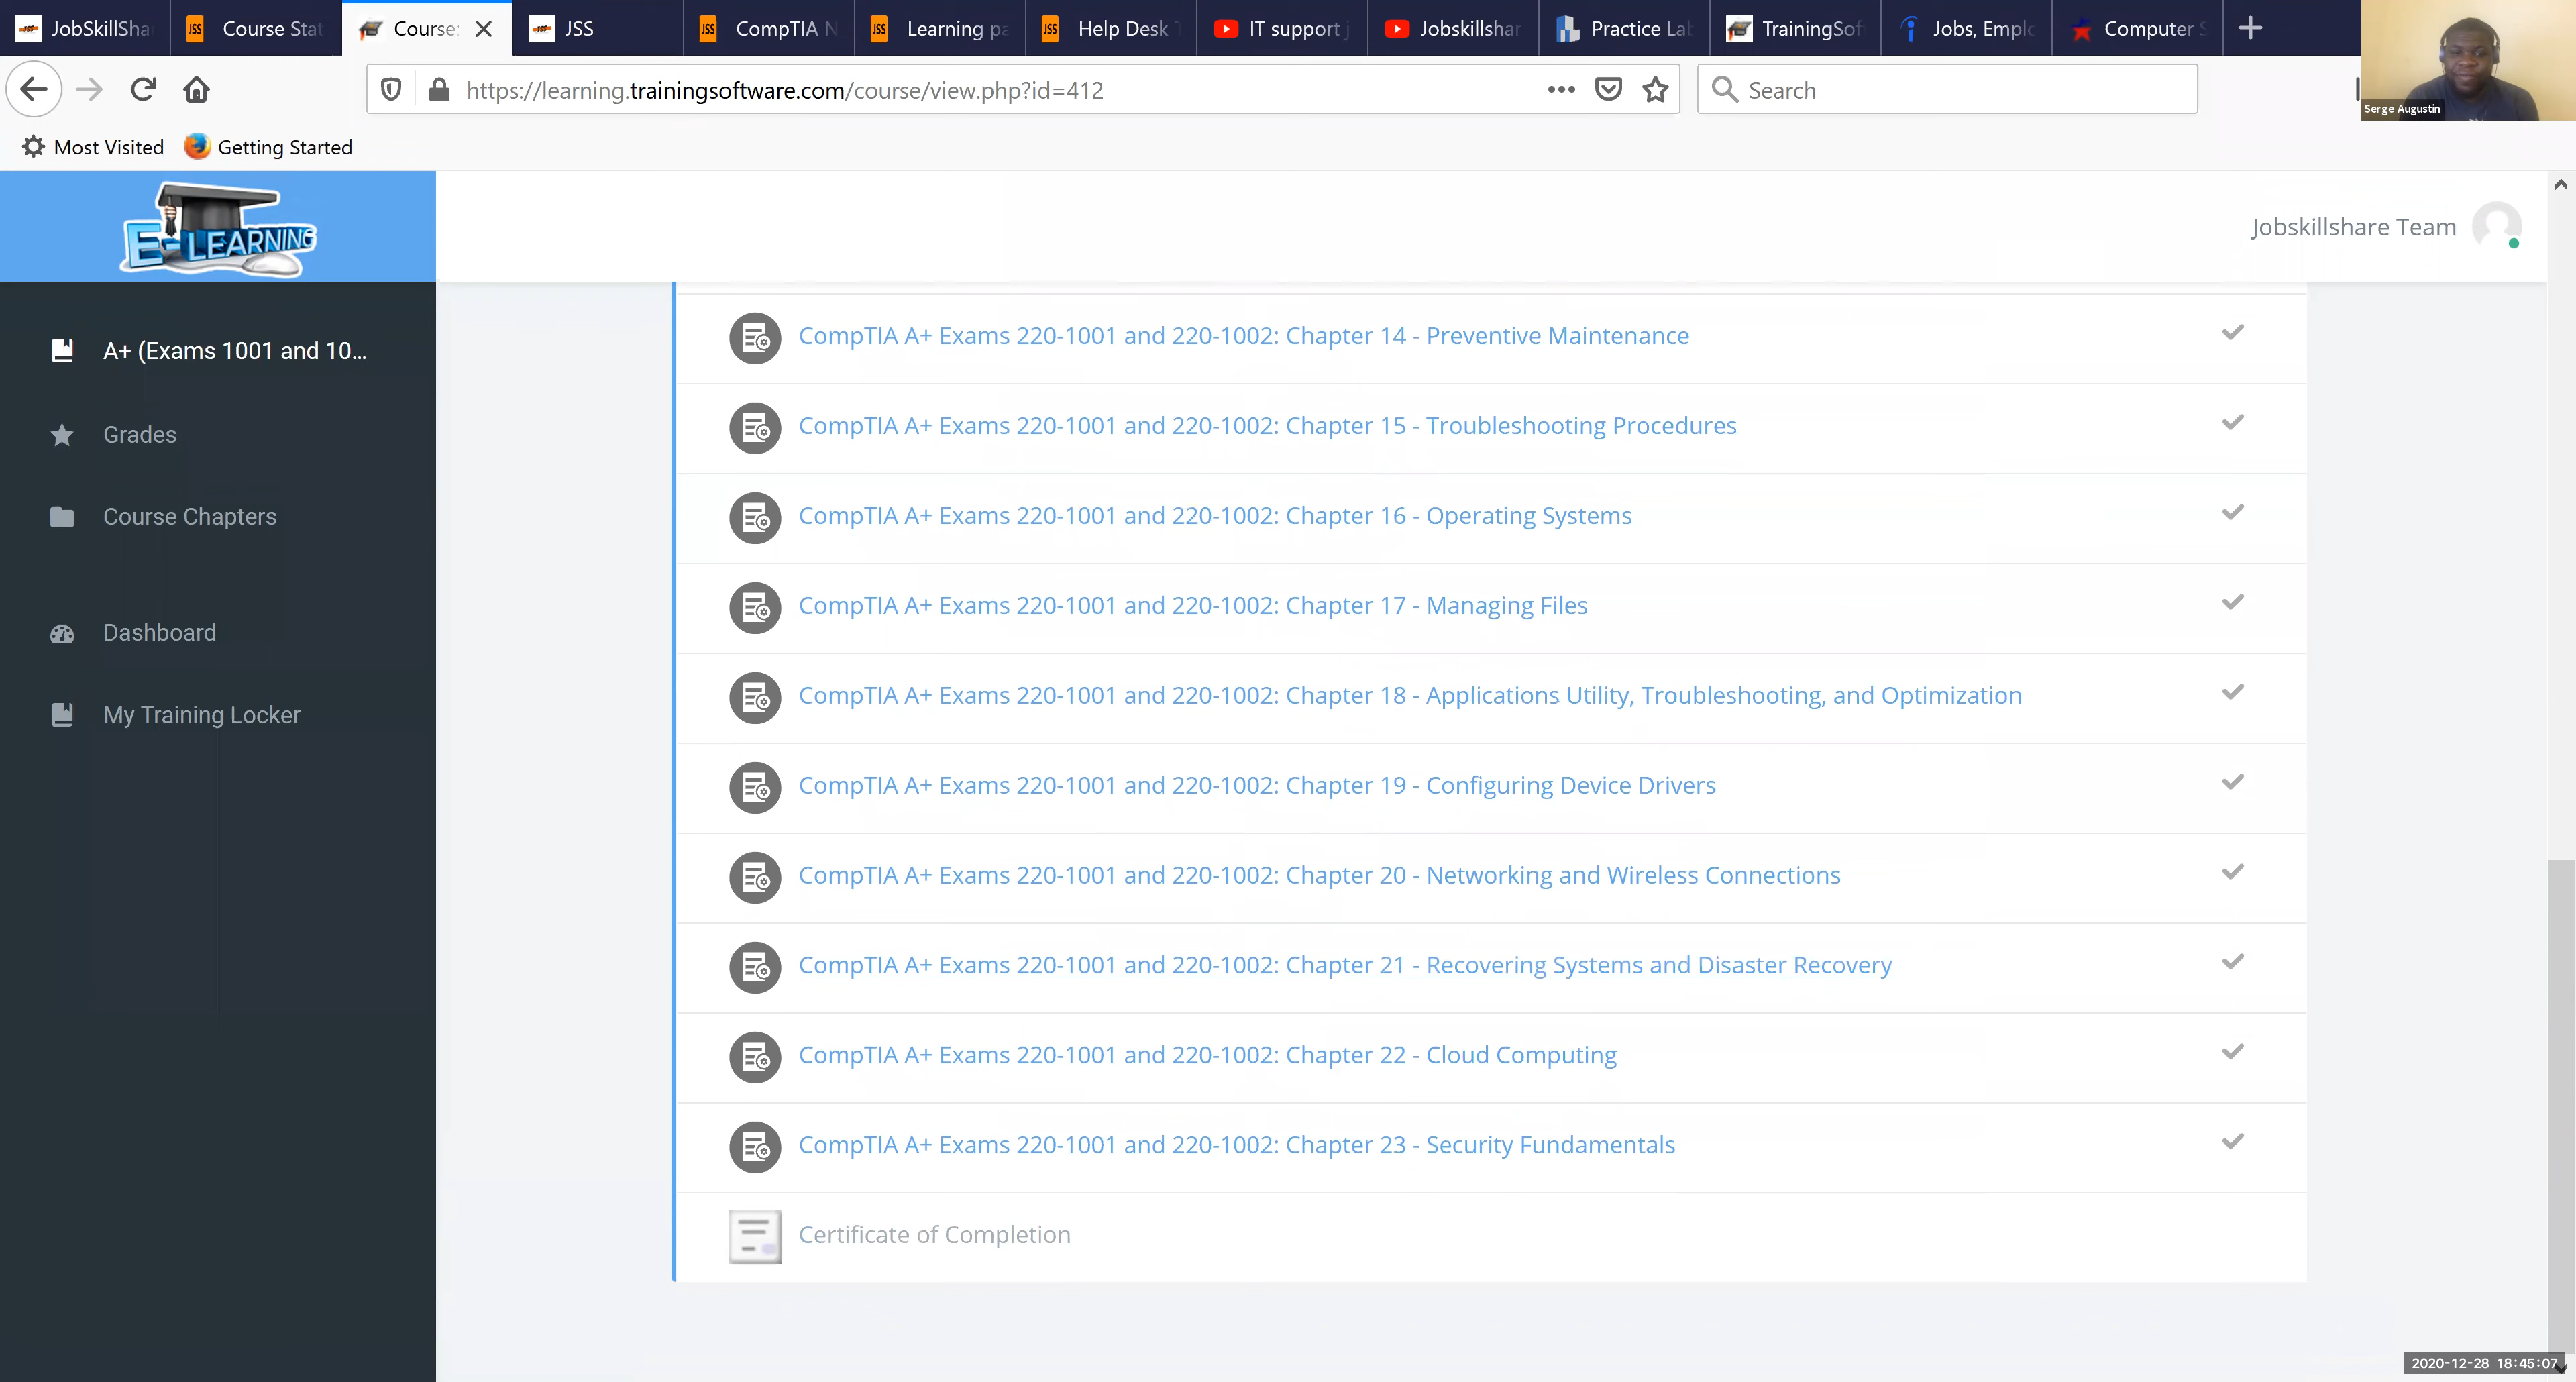 JobSkillSha
JSS Course Stat
Course:
JSS
JSS CompTIA N
JSS Learning pa
JSS Help Desk T
IT support j
Jobskillshar
Practice Lab
TrainingSof
Jobs, Emplo
Computer S
https://learning.trainingsoftware.com/course/view.php?id=412
Search
Serge Augustin
Most Visited
Getting Started
E-LEARNING
Jobskillshare Team
A+ (Exams 1001 and 10...
Grades
Course Chapters
Dashboard
My Training Locker
CompTIA A+ Exams 220-1001 and 220-1002: Chapter 14 - Preventive Maintenance
CompTIA A+ Exams 220-1001 and 220-1002: Chapter 15 - Troubleshooting Procedures
CompTIA A+ Exams 220-1001 and 220-1002: Chapter 16 - Operating Systems
CompTIA A+ Exams 220-1001 and 220-1002: Chapter 17 - Managing Files
CompTIA A+ Exams 220-1001 and 220-1002: Chapter 18 - Applications Utility, Troubleshooting, and Optimization
CompTIA A+ Exams 220-1001 and 220-1002: Chapter 19 - Configuring Device Drivers
CompTIA A+ Exams 220-1001 and 220-1002: Chapter 20 - Networking and Wireless Connections
CompTIA A+ Exams 220-1001 and 220-1002: Chapter 21 - Recovering Systems and Disaster Recovery
CompTIA A+ Exams 220-1001 and 220-1002: Chapter 22 - Cloud Computing
CompTIA A+ Exams 220-1001 and 220-1002: Chapter 23 - Security Fundamentals
Certificate of Completion
2020-12-28 18:45:07